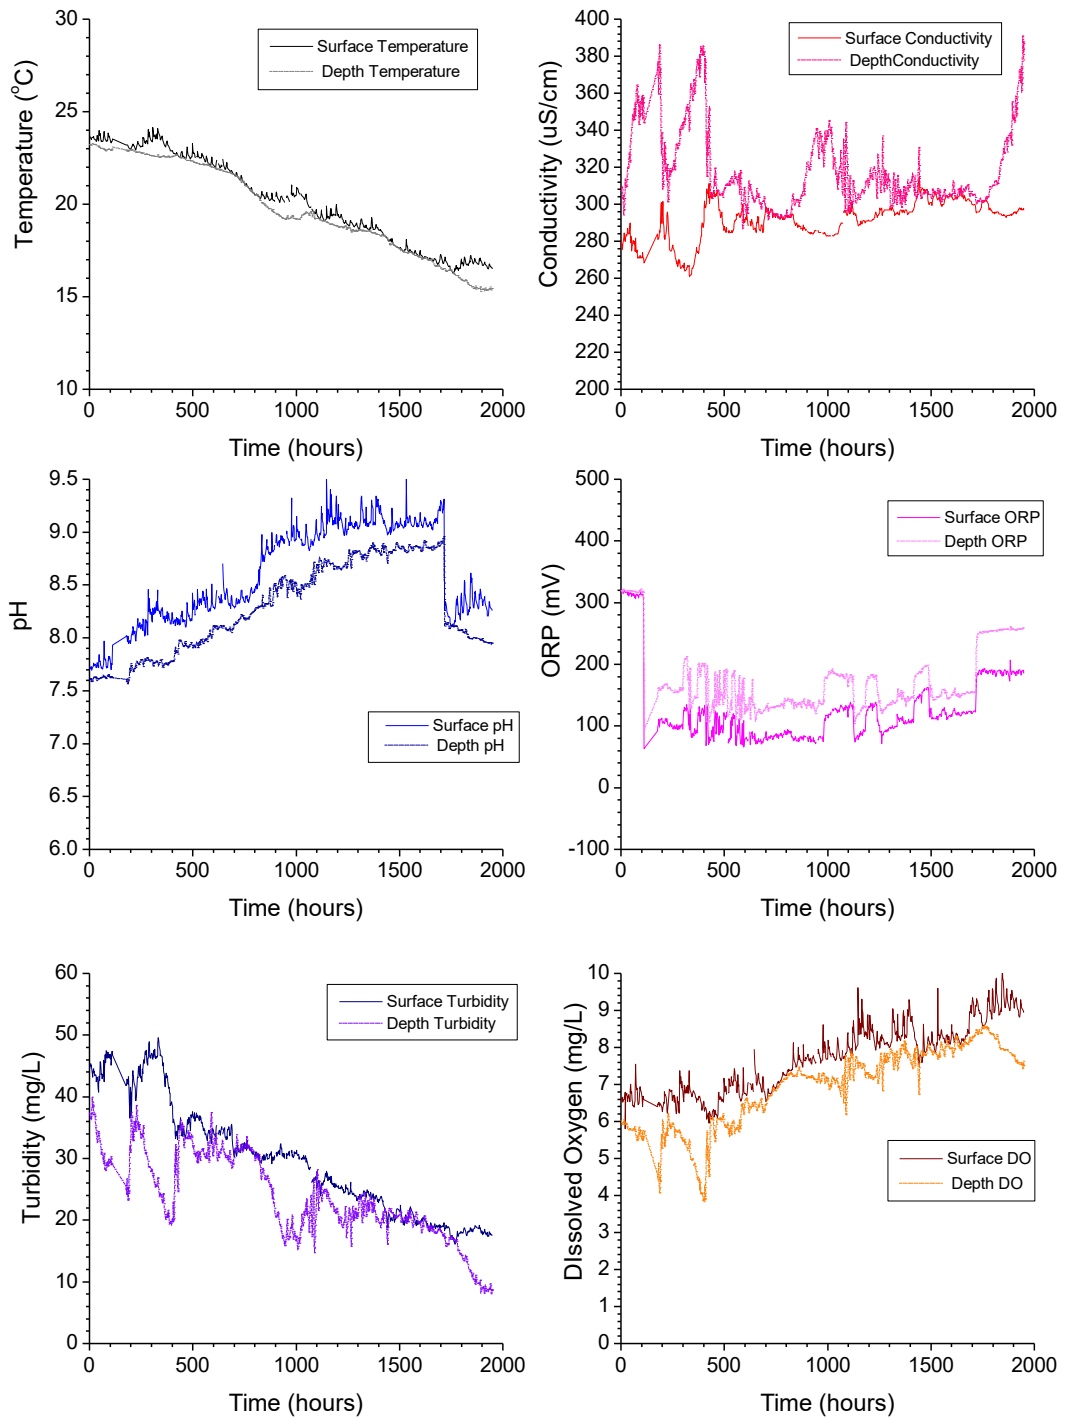 30
25
20
15
10
Temperature (°C)
Surface Temperature
Depth Temperature
0 500 1000 1500 2000
Time (hours)
400
380
360
340
320
300
280
260
240
220
200
Conductivity (uS/cm)
Surface Conductivity
DepthConductivity
0 500 1000 1500 2000
Time (hours)
9.5
9.0
8.5
8.0
7.5
7.0
6.5
6.0
pH
Surface pH
Depth pH
0 500 1000 1500 2000
Time (hours)
500
400
300
200
100
0
-100
ORP (mV)
Surface ORP
Depth ORP
0 500 1000 1500 2000
Time (hours)
60
50
40
30
20
10
0
Turbidity (mg/L)
Surface Turbidity
Depth Turbidity
0 500 1000 1500 2000
Time (hours)
10
9
8
7
6
5
4
3
2
1
0
DIssolved Oxygen (mg/L)
Surface DO
Depth DO
0 500 1000 1500 2000
Time (hours)